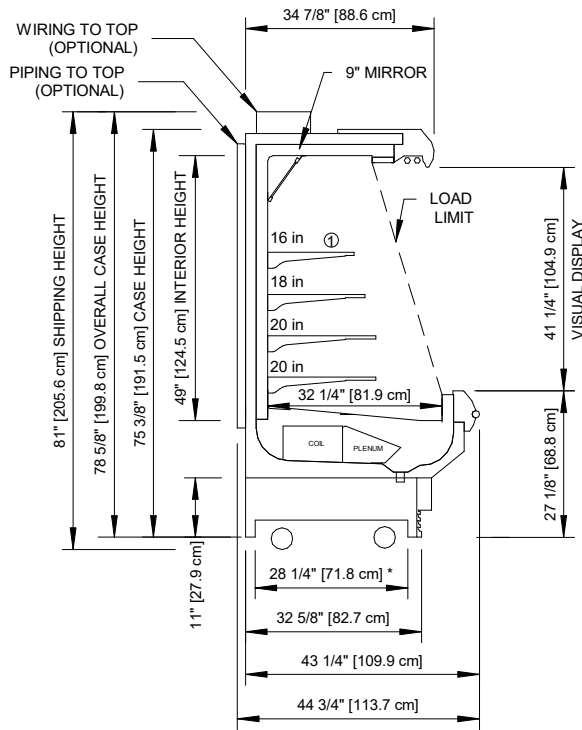 34 7/8" [88.6 cm]
WIRING TO TOP
(OPTIONAL)
PIPING TO TOP
(OPTIONAL)
9" MIRROR
LOAD
LIMIT
16 in
①
18 in
20 in
20 in
32 1/4" [81.9 cm]
COIL
PLENUM
81" [205.6 cm] SHIPPING HEIGHT
78 5/8" [199.8 cm] OVERALL CASE HEIGHT
75 3/8" [191.5 cm] CASE HEIGHT
49" [124.5 cm] INTERIOR HEIGHT
41 1/4" [104.9 cm]
VISUAL DISPLAY
27 1/8" [68.8 cm]
11" [27.9 cm]
28 1/4" [71.8 cm] *
32 5/8" [82.7 cm]
43 1/4" [109.9 cm]
44 3/4" [113.7 cm]